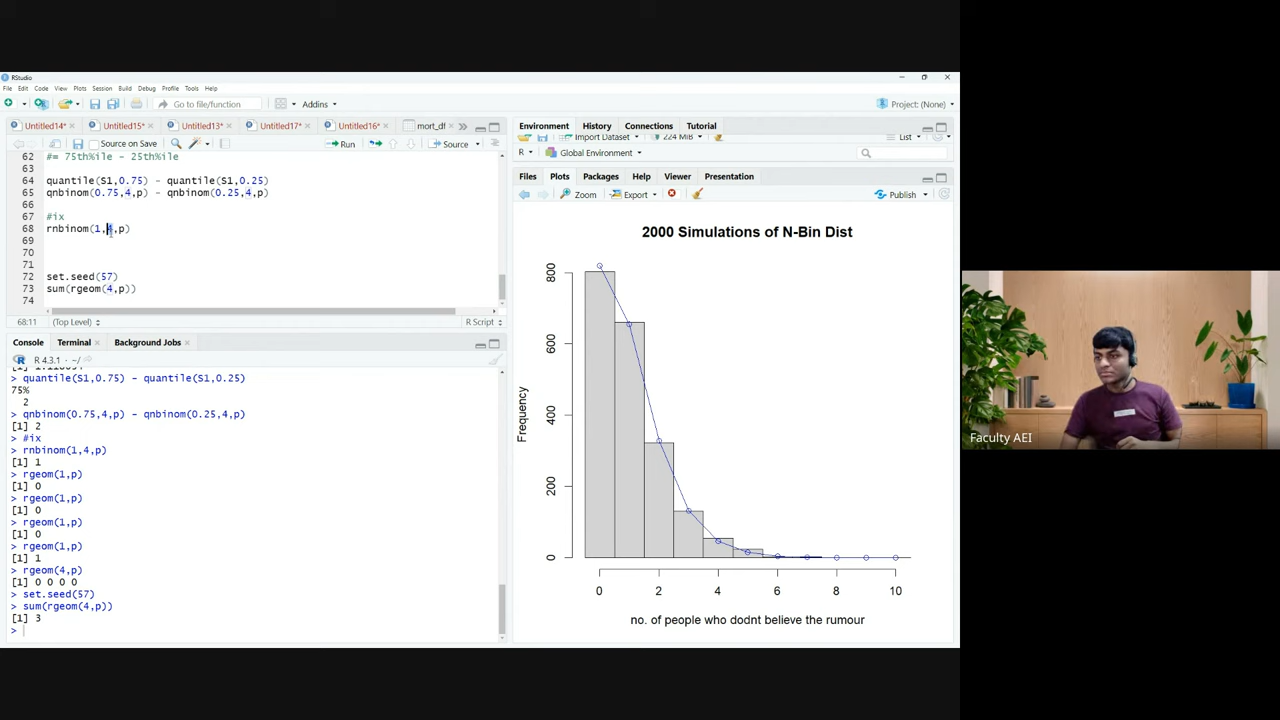 RStudio
File Edit Code View Plots Session Build Debug Profile Tools Help
Go to file/function
Addins
Project: (None)
Untitled14*
Untitled15*
Untitled13*
Untitled17*
Untitled16*
mort_df
Source on Save
Run
Source
62 #= 75th%ile - 25th%ile
63
64 quantile(S1,0.75) - quantile(S1,0.25)
65 qnbinom(0.75,4,p) - qnbinom(0.25,4,p)
66
67 #ix
68 rnbinom(1,4,p)
69
70
71
72 set.seed(57)
73 sum(rgeom(4,p))
74
68:11
(Top Level)
R Script
Console Terminal Background Jobs
R 4.3.1 · ~/
> quantile(S1,0.75) - quantile(S1,0.25)
75%
2
> qnbinom(0.75,4,p) - qnbinom(0.25,4,p)
[1] 2
> #ix
> rnbinom(1,4,p)
[1] 1
> rgeom(1,p)
[1] 0
> rgeom(1,p)
[1] 0
> rgeom(1,p)
[1] 0
> rgeom(1,p)
[1] 1
> rgeom(4,p)
[1] 0 0 0 0
> set.seed(57)
> sum(rgeom(4,p))
[1] 3
>
Environment History Connections Tutorial
Import Dataset
224 MiB
List
R
Global Environment
Files Plots Packages Help Viewer Presentation
Zoom
Export
Publish
2000 Simulations of N-Bin Dist
Frequency
800
600
400
200
0
0 2 4 6 8 10
no. of people who dodnt believe the rumour
Faculty AEI